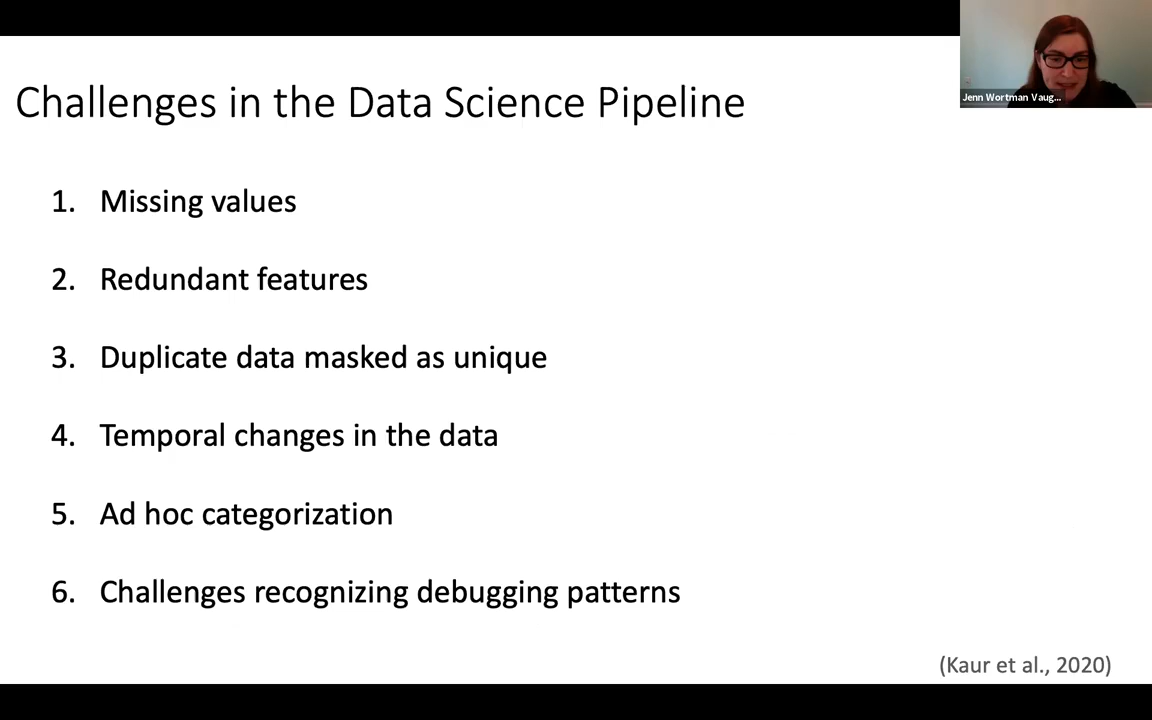 Jenn Wortman Vaug...
Challenges in the Data Science Pipeline
1. Missing values
2. Redundant features
3. Duplicate data masked as unique
4. Temporal changes in the data
5. Ad hoc categorization
6. Challenges recognizing debugging patterns
(Kaur et al., 2020)